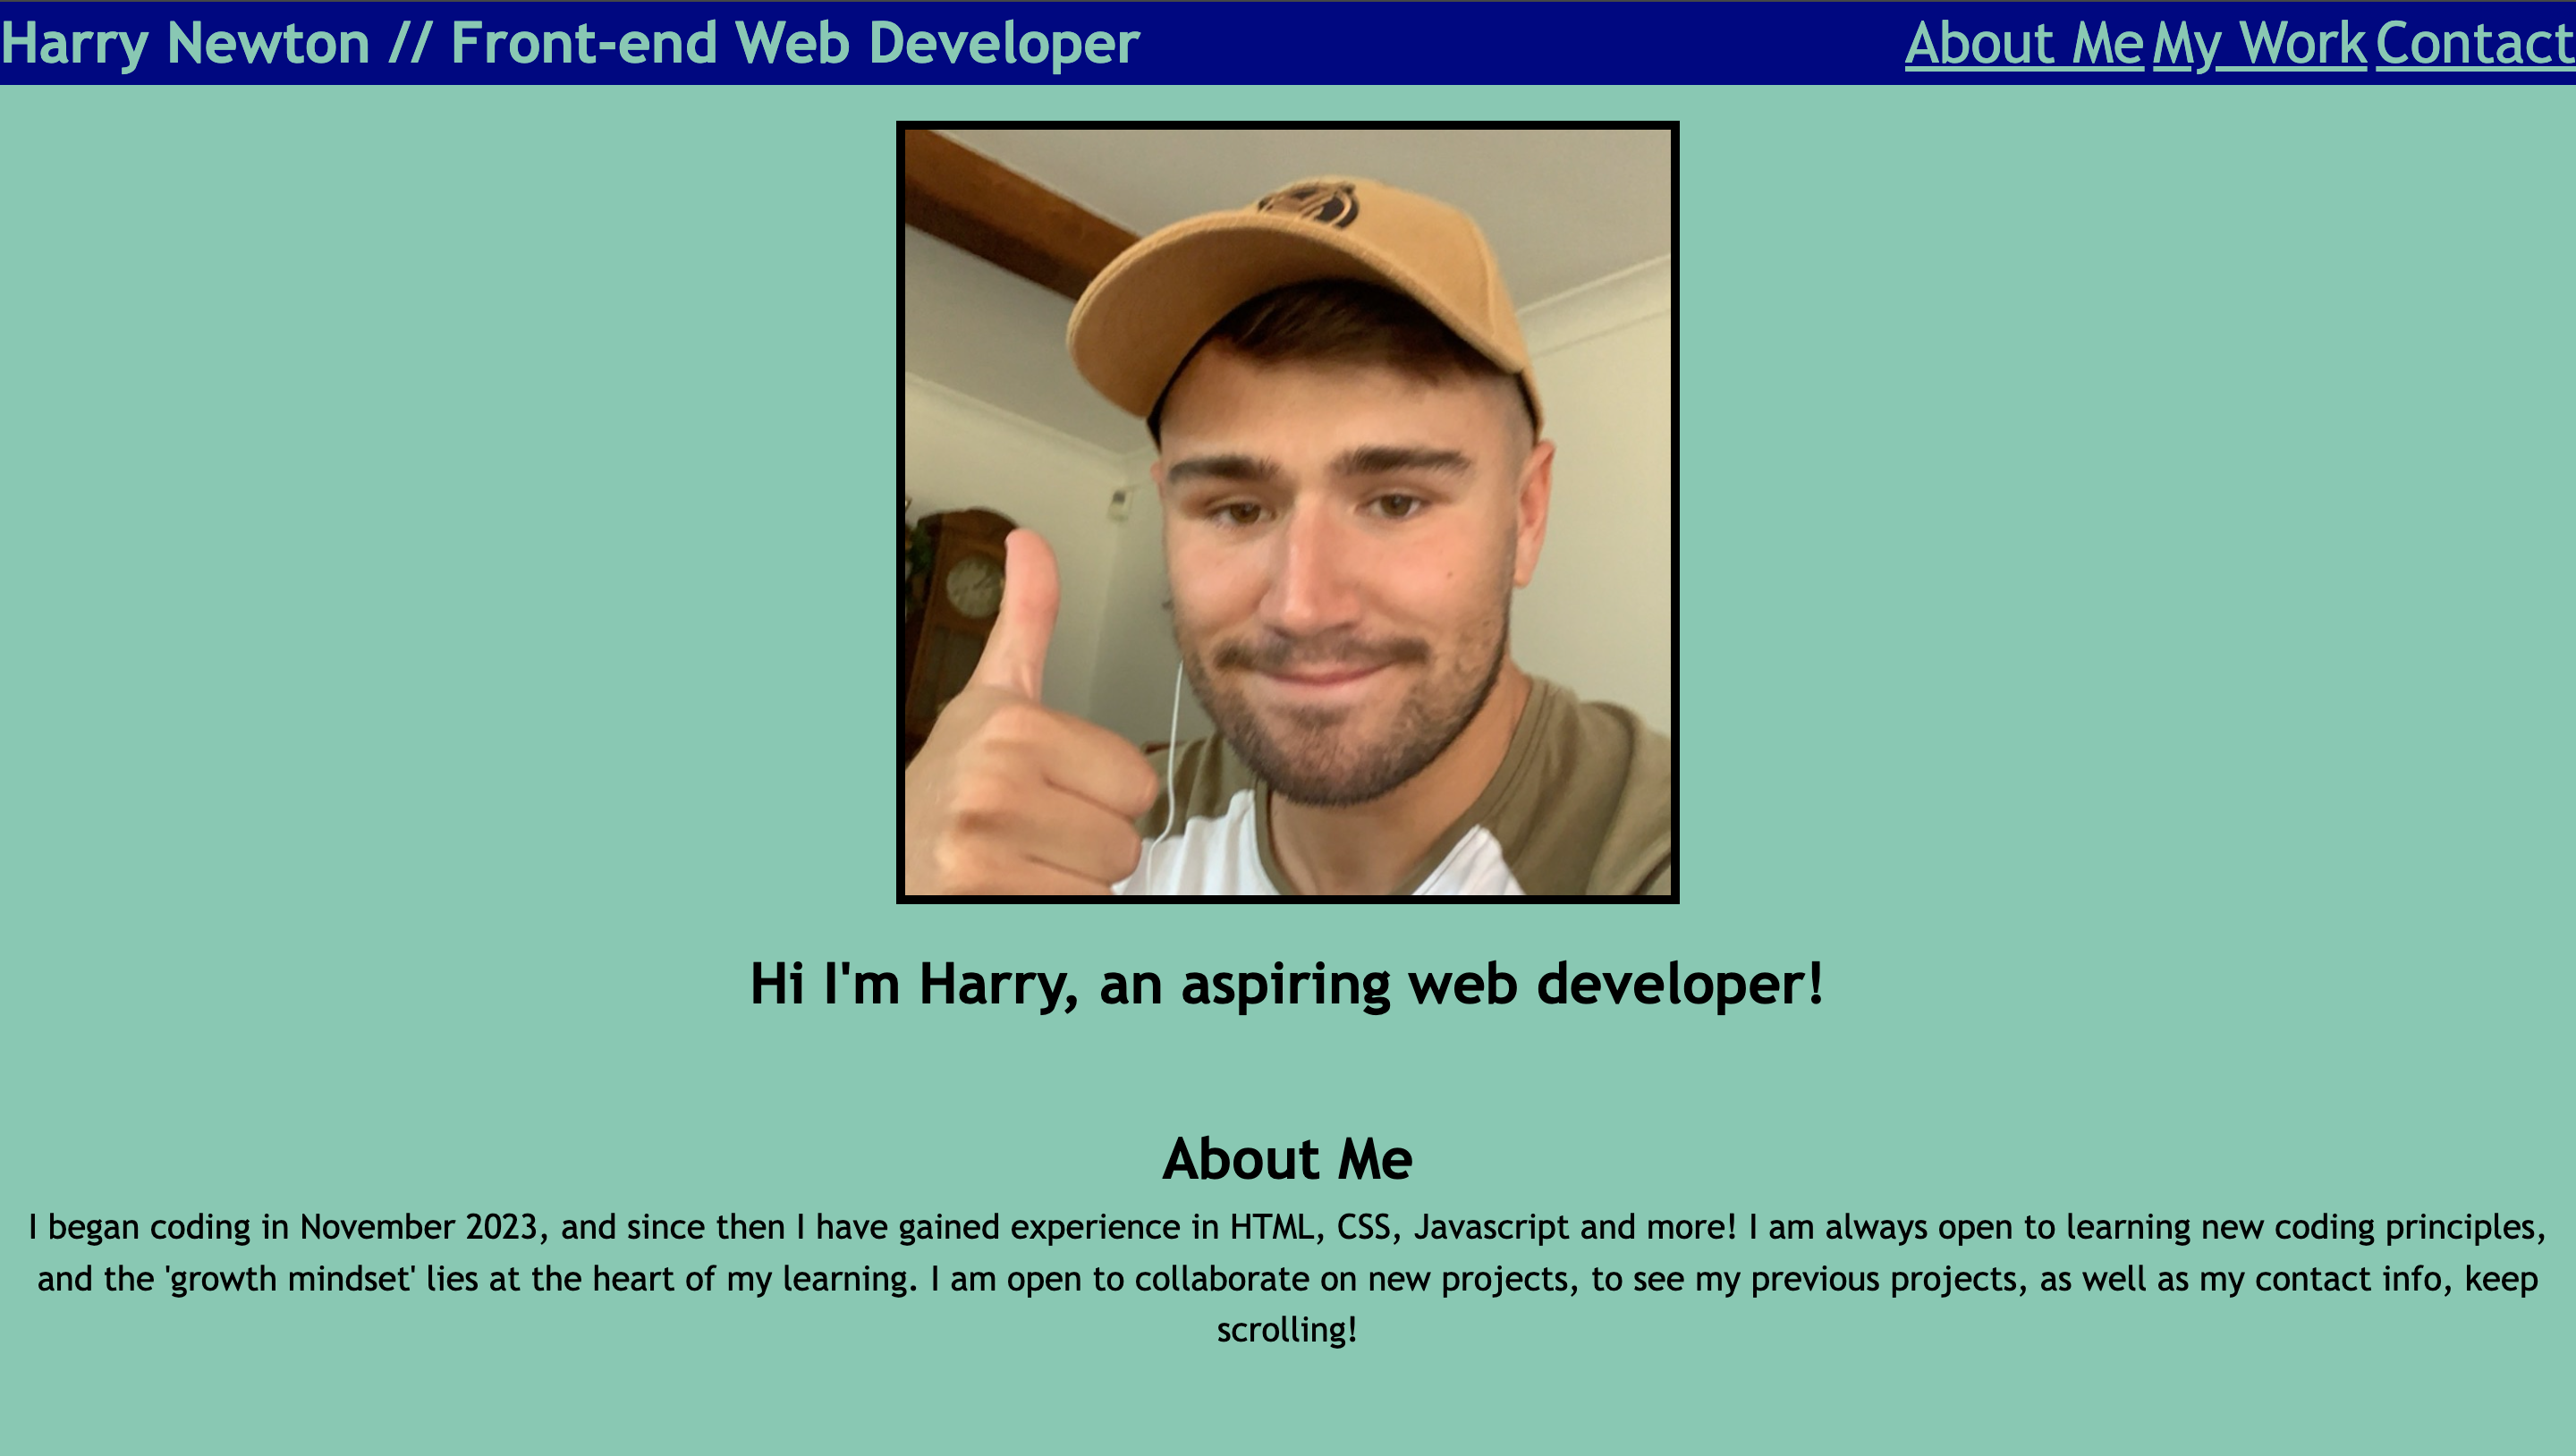 Harry Newton // Front-end Web Developer
About Me My Work Contact
Hi I'm Harry, an aspiring web developer!
About Me
I began coding in November 2023, and since then I have gained experience in HTML, CSS, Javascript and more! I am always open to learning new coding principles,
and the 'growth mindset' lies at the heart of my learning. I am open to collaborate on new projects, to see my previous projects, as well as my contact info, keep
scrolling!